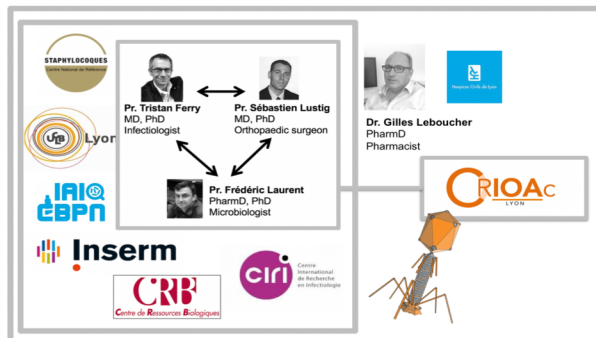 STAPHYLOCOQUES
Centre National de Référence
UCBL
Lyon
IAI
BPN
Inserm
CRB
Centre de Ressources Biologiques
ciri
Centre
International
de Recherche
en Infectiologie
Pr. Tristan Ferry
MD, PhD
Infectiologist
Pr. Sébastien Lustig
MD, PhD
Orthopaedic surgeon
Pr. Frédéric Laurent
PharmD, PhD
Microbiologist
Dr. Gilles Leboucher
PharmD
Pharmacist
Hospices Civils de Lyon
CRIOAc
LYON